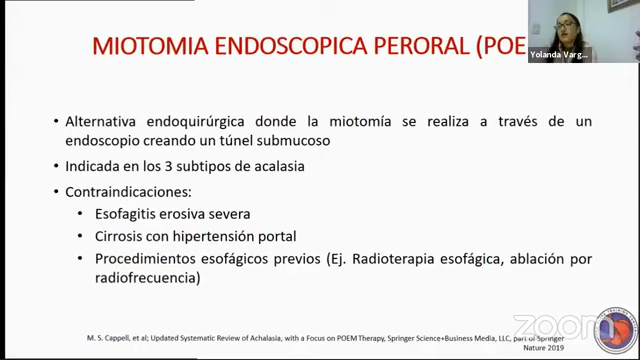 MIOTOMIA ENDOSCOPICA PERORAL (POE
Yolanda Varg...
• Alternativa endoquirúrgica donde la miotomía se realiza a través de un
endoscopio creando un túnel submucoso
• Indicada en los 3 subtipos de acalasia
• Contraindicaciones:
• Esofagitis erosiva severa
• Cirrosis con hipertensión portal
• Procedimientos esofágicos previos (Ej. Radioterapia esofágica, ablación por
radiofrecuencia)
zoom
M. S. Cappell, et al; Updated Systematic Review of Achalasia, with a Focus on POEM Therapy, Springer Science+Business Media, LLC, part of Springer
Nature 2019